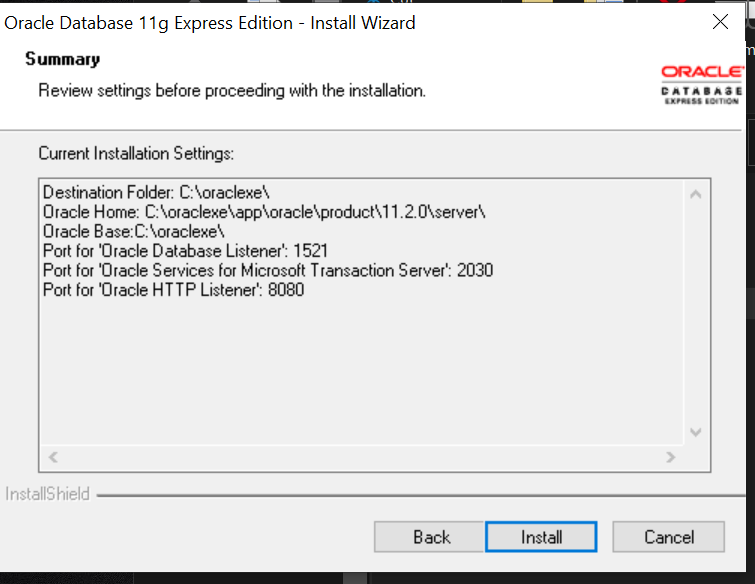 Oracle Database 11g Express Edition - Install Wizard
Summary
Review settings before proceeding with the installation.
ORACLE
DATABASE
EXPRESS EDITION
Current Installation Settings:
Destination Folder: C:\oraclexe\
Oracle Home: C:\oraclexe\app\oracle\product\11.2.0\server\
Oracle Base:C:\oraclexe\
Port for 'Oracle Database Listener': 1521
Port for 'Oracle Services for Microsoft Transaction Server': 2030
Port for 'Oracle HTTP Listener': 8080
InstallShield
Back Install Cancel